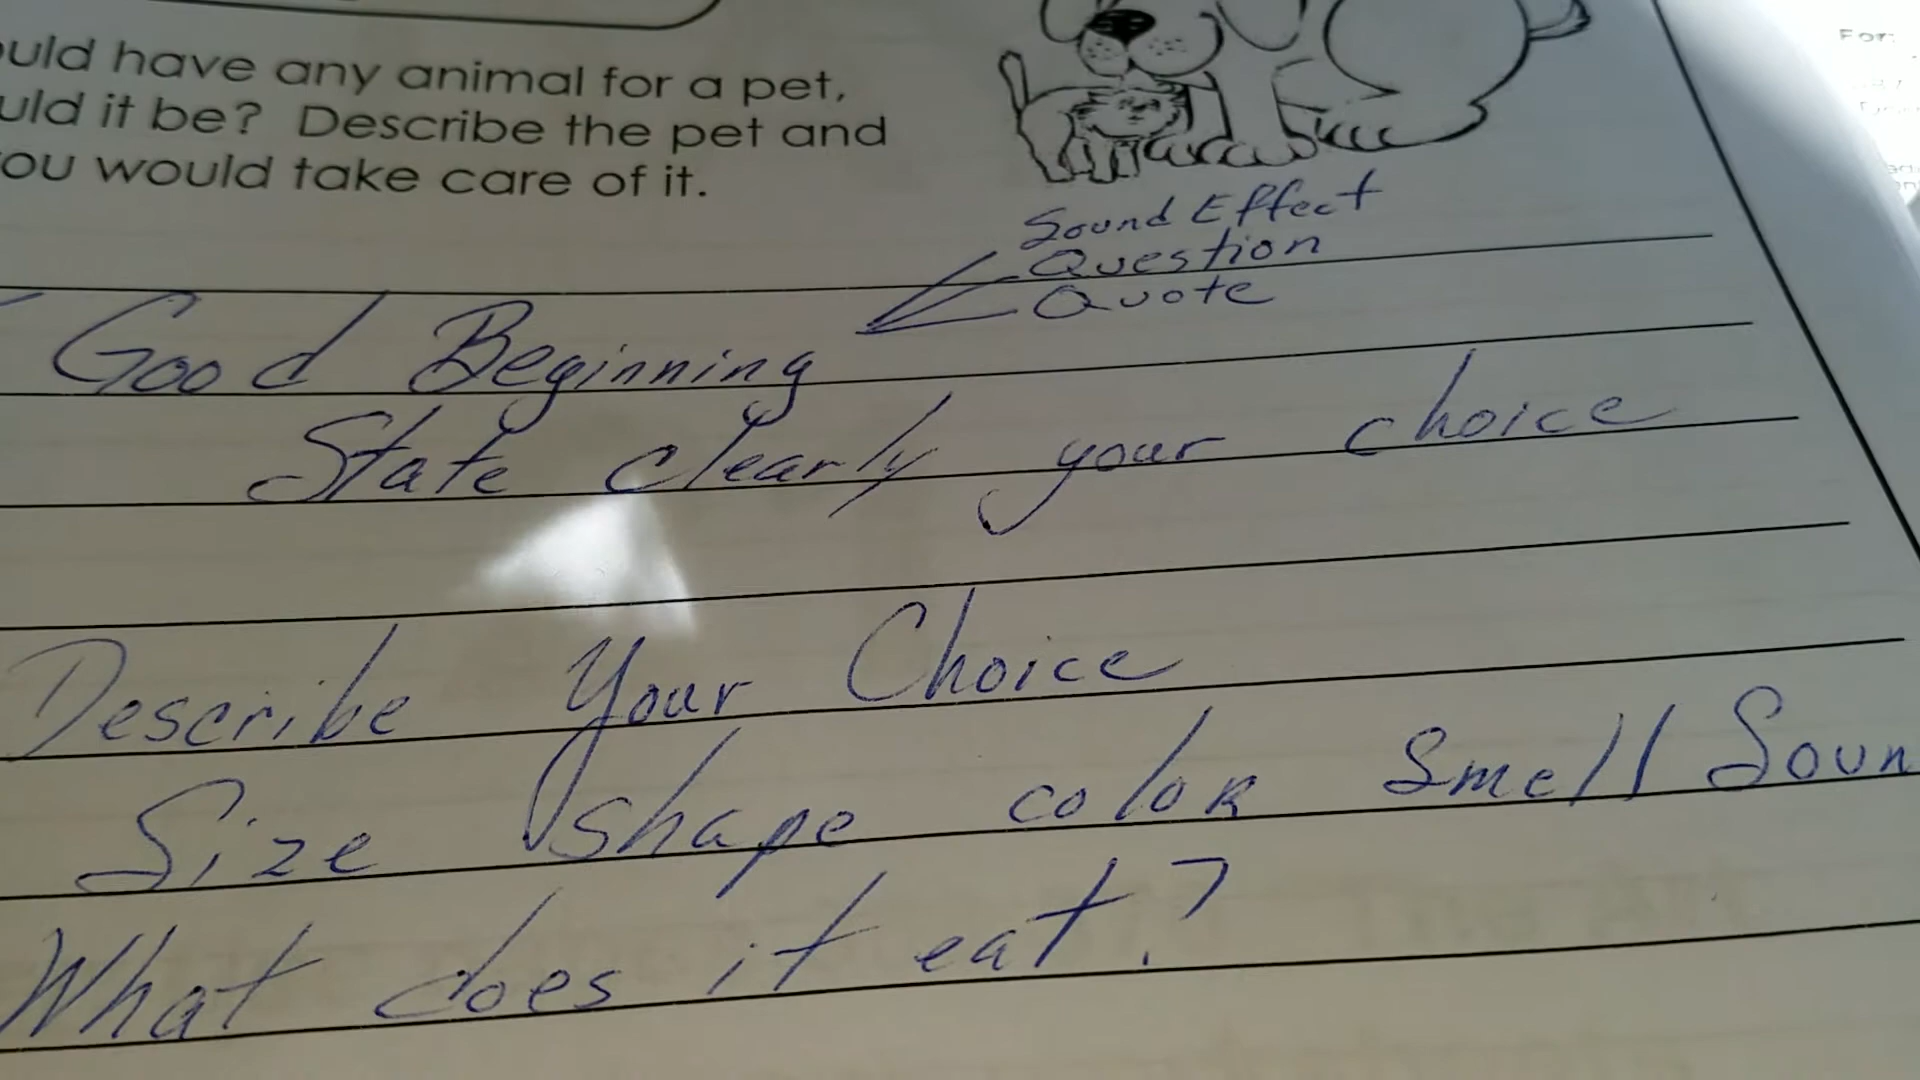 ould have any animal for a pet,
uld it be? Describe the pet and
ou would take care of it.
Sound Effect
Question
Quote
Good Beginning
State clearly your choice
Describe Your Choice
Size shape color Smell Soun
What does it eat?
For: